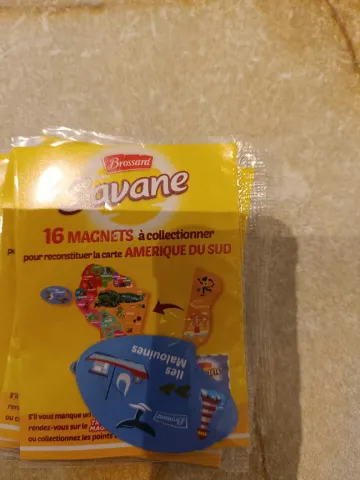 Brossard
Savane
16 MAGNETS à collectionner
pour reconstituer la carte AMERIQUE DU SUD
Iles
Malouines
Brossard
S'il vous manque un
rendez-vous sur le
ou collectionnez les points